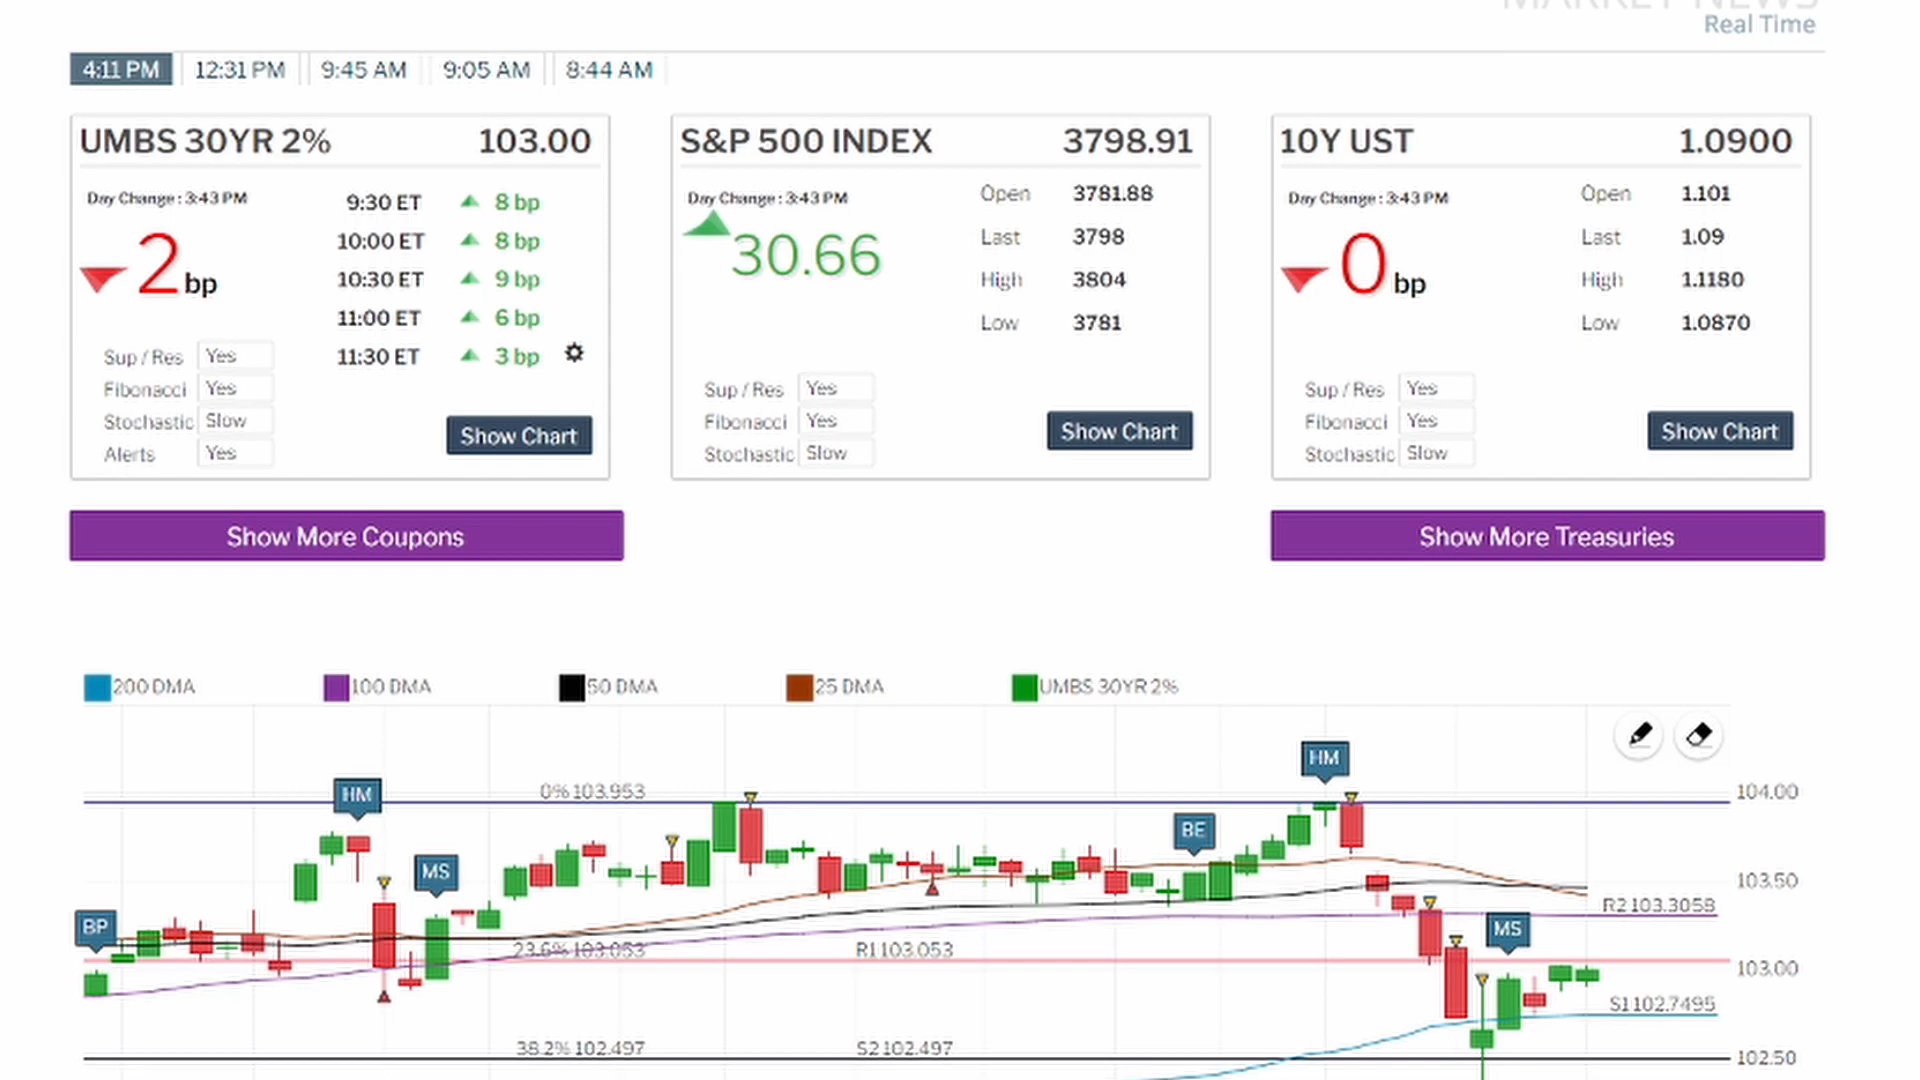 MARKET NEWS
Real Time
4:11 PM 12:31 PM 9:45 AM 9:05 AM 8:44 AM
UMBS 30YR 2% 103.00
Day Change : 3:43 PM
2 bp
9:30 ET 8 bp
10:00 ET 8 bp
10:30 ET 9 bp
11:00 ET 6 bp
11:30 ET 3 bp
Sup / Res Yes
Fibonacci Yes
Stochastic Slow
Alerts Yes
Show Chart
S&P 500 INDEX 3798.91
Day Change : 3:43 PM
30.66
Open 3781.88
Last 3798
High 3804
Low 3781
Sup / Res Yes
Fibonacci Yes
Stochastic Slow
Show Chart
10Y UST 1.0900
Day Change : 3:43 PM
0 bp
Open 1.101
Last 1.09
High 1.1180
Low 1.0870
Sup / Res Yes
Fibonacci Yes
Stochastic Slow
Show Chart
Show More Coupons
Show More Treasuries
200 DMA 100 DMA 50 DMA 25 DMA UMBS 30YR 2%
HM
HM
0% 103.953
104.00
BE
MS
103.50
R2 103.3058
BP
MS
23.6% 103.053
R1 103.053
103.00
S1 102.7495
38.2% 102.497
S2 102.497
102.50